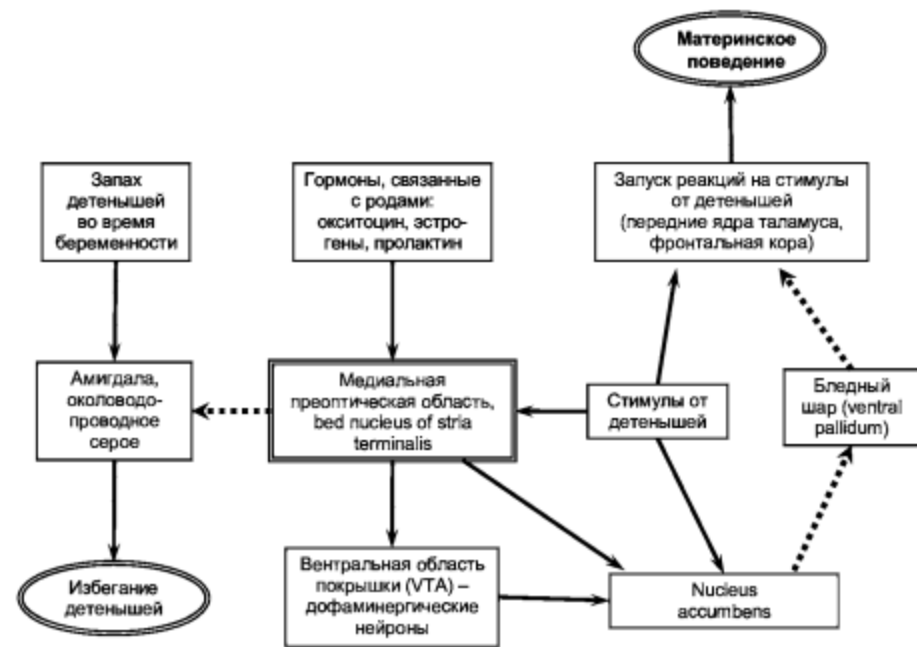 Материнское
поведение
Запах
детенышей
во время
беременности
Гормоны, связанные
с родами:
окситоцин, эстро-
гены, пролактин
Запуск реакций на стимулы
от детенышей
(передние ядра таламуса,
фронтальная кора)
Амигдала,
околоводо-
проводное
серое
Медиальная
преоптическая область,
bed nucleus of stria
terminalis
Стимулы от
детенышей
Бледный
шар (ventral
pallidum)
Избегание
детенышей
Вентральная область
покрышки (VTA) –
дофаминергические
нейроны
Nucleus
accumbens